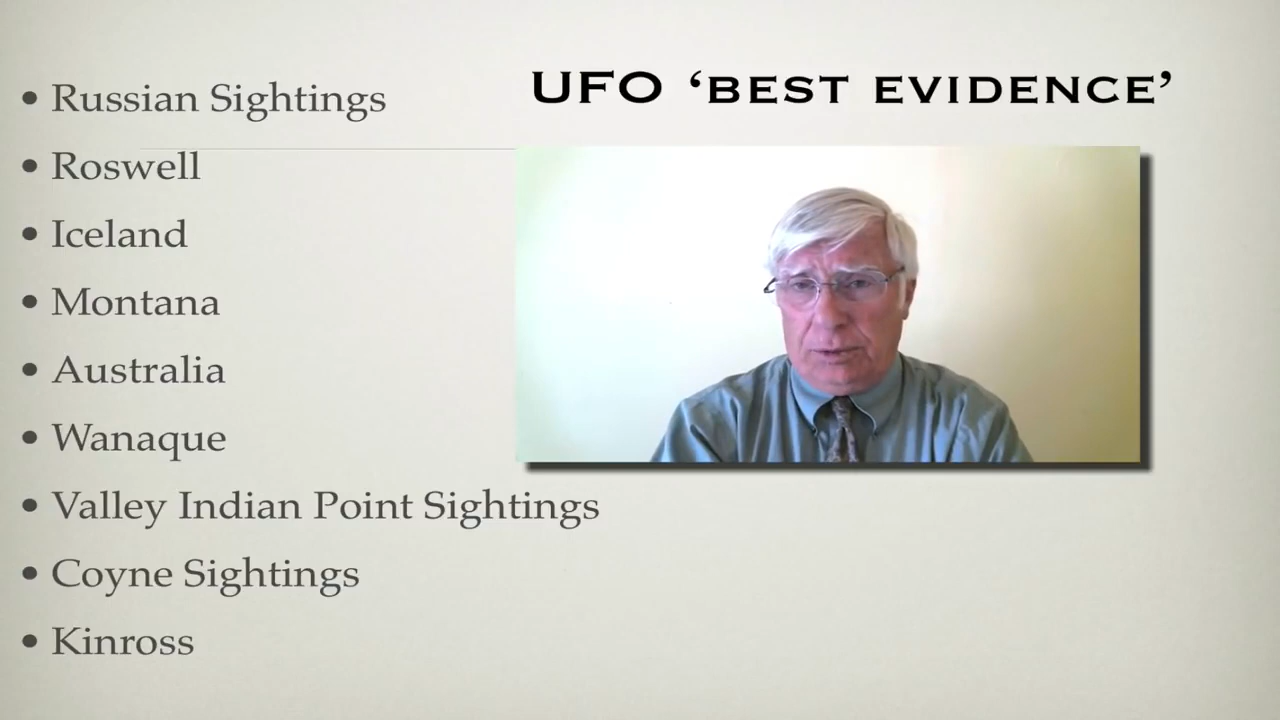 UFO ‘BEST EVIDENCE’
• Russian Sightings
• Roswell
• Iceland
• Montana
• Australia
• Wanaque
• Valley Indian Point Sightings
• Coyne Sightings
• Kinross